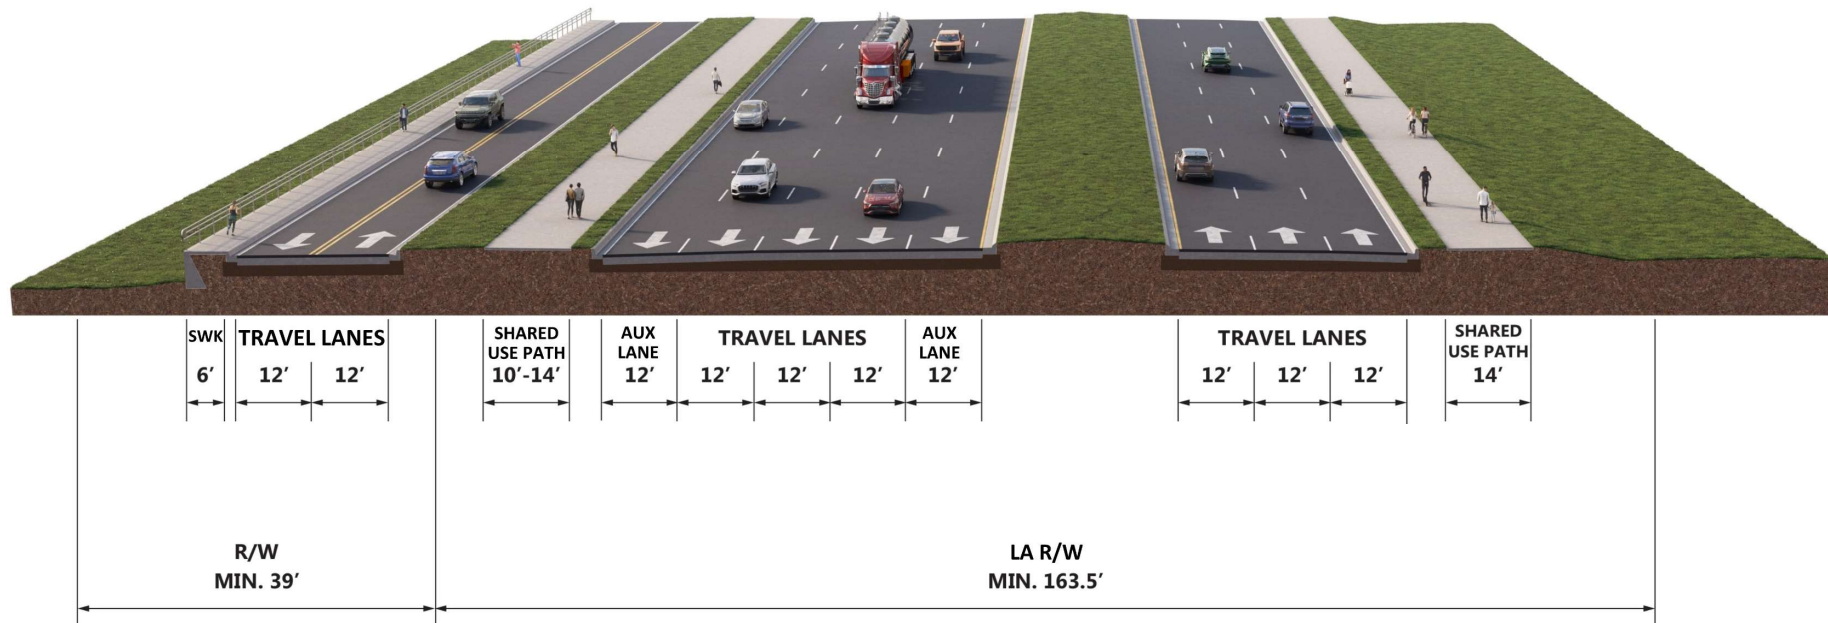 SWK
6’
TRAVEL LANES
12’ 12’
SHARED
USE PATH
10’-14’
AUX
LANE
12’
TRAVEL LANES
12’ 12’ 12’
AUX
LANE
12’
TRAVEL LANES
12’ 12’ 12’
SHARED
USE PATH
14’
R/W
MIN. 39’
LA R/W
MIN. 163.5’